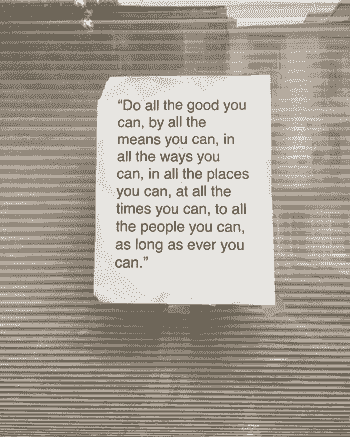 “Do all the good you
can, by all the
means you can, in
all the ways you
can, in all the places
you can, at all the
times you can, to all
the people you can,
as long as ever you
can.”